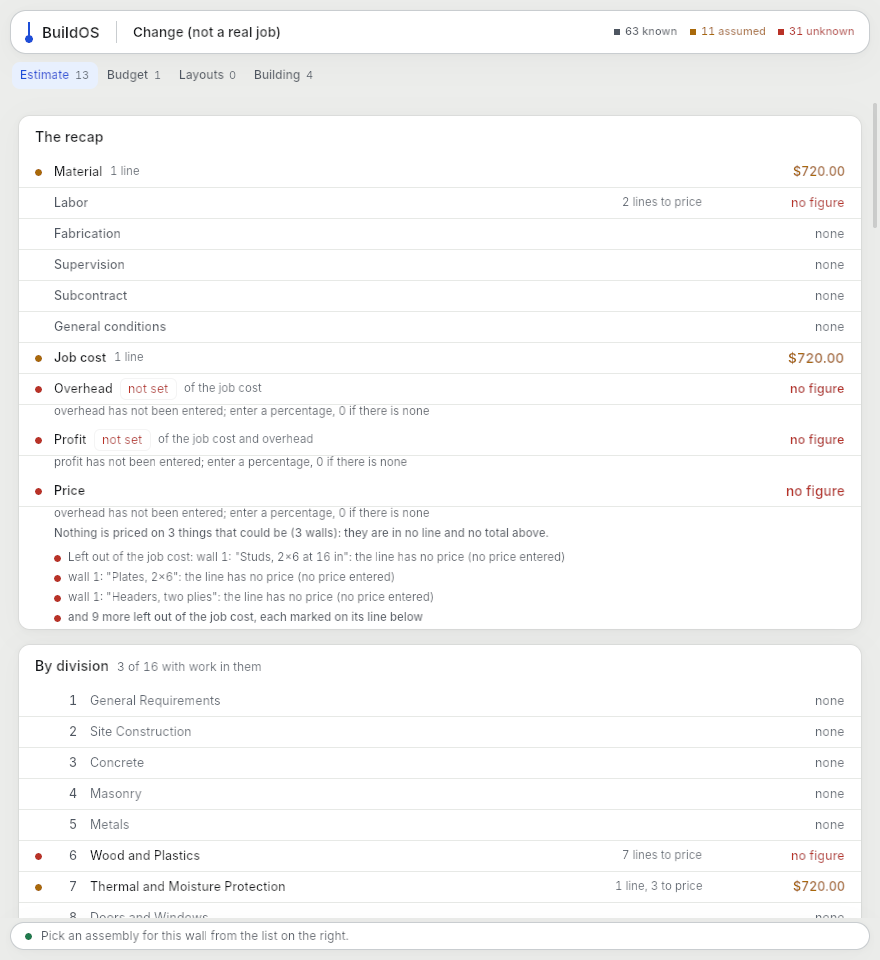 BuildOS
Change (not a real job)
63 known
11 assumed
31 unknown
Estimate 13
Budget 1
Layouts 0
Building 4
The recap
Material 1 line $720.00
Labor 2 lines to price no figure
Fabrication none
Supervision none
Subcontract none
General conditions none
Job cost 1 line $720.00
Overhead not set of the job cost no figure
overhead has not been entered; enter a percentage, 0 if there is none
Profit not set of the job cost and overhead no figure
profit has not been entered; enter a percentage, 0 if there is none
Price no figure
overhead has not been entered; enter a percentage, 0 if there is none
Nothing is priced on 3 things that could be (3 walls): they are in no line and no total above.
Left out of the job cost: wall 1: "Studs, 2×6 at 16 in": the line has no price (no price entered)
wall 1: "Plates, 2×6": the line has no price (no price entered)
wall 1: "Headers, two plies": the line has no price (no price entered)
and 9 more left out of the job cost, each marked on its line below
By division 3 of 16 with work in them
1 General Requirements none
2 Site Construction none
3 Concrete none
4 Masonry none
5 Metals none
6 Wood and Plastics 7 lines to price no figure
7 Thermal and Moisture Protection 1 line, 3 to price $720.00
8 Doors and Windows none
Pick an assembly for this wall from the list on the right.